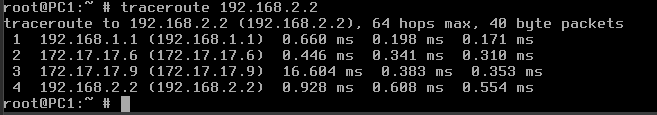 root@PC1:~ # traceroute 192.168.2.2
traceroute to 192.168.2.2 (192.168.2.2), 64 hops max, 40 byte packets
 1  192.168.1.1 (192.168.1.1)  0.660 ms  0.198 ms  0.171 ms
 2  172.17.17.6 (172.17.17.6)  0.446 ms  0.341 ms  0.310 ms
 3  172.17.17.9 (172.17.17.9)  16.604 ms  0.383 ms  0.353 ms
 4  192.168.2.2 (192.168.2.2)  0.928 ms  0.608 ms  0.554 ms
root@PC1:~ #